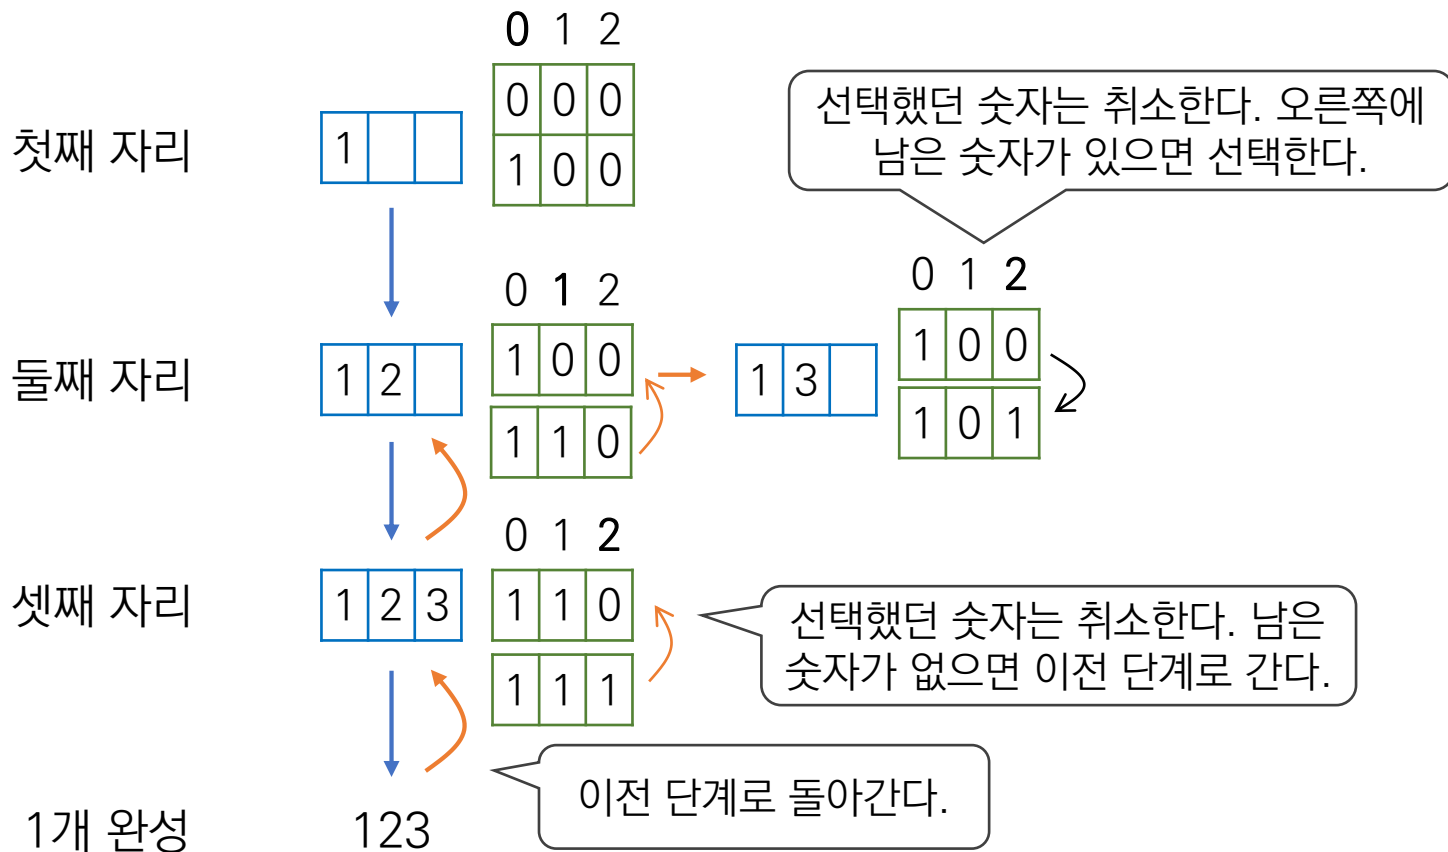 0 1 2
0 0 0
1 0 0
첫째 자리
1
선택했던 숫자는 취소한다. 오른쪽에
남은 숫자가 있으면 선택한다.
0 1 2
1 0 0
1 1 0
둘째 자리
1 2
1 3
0 1 2
1 0 0
1 0 1
0 1 2
1 1 0
1 1 1
셋째 자리
1 2 3
선택했던 숫자는 취소한다. 남은
숫자가 없으면 이전 단계로 간다.
이전 단계로 돌아간다.
1개 완성
123